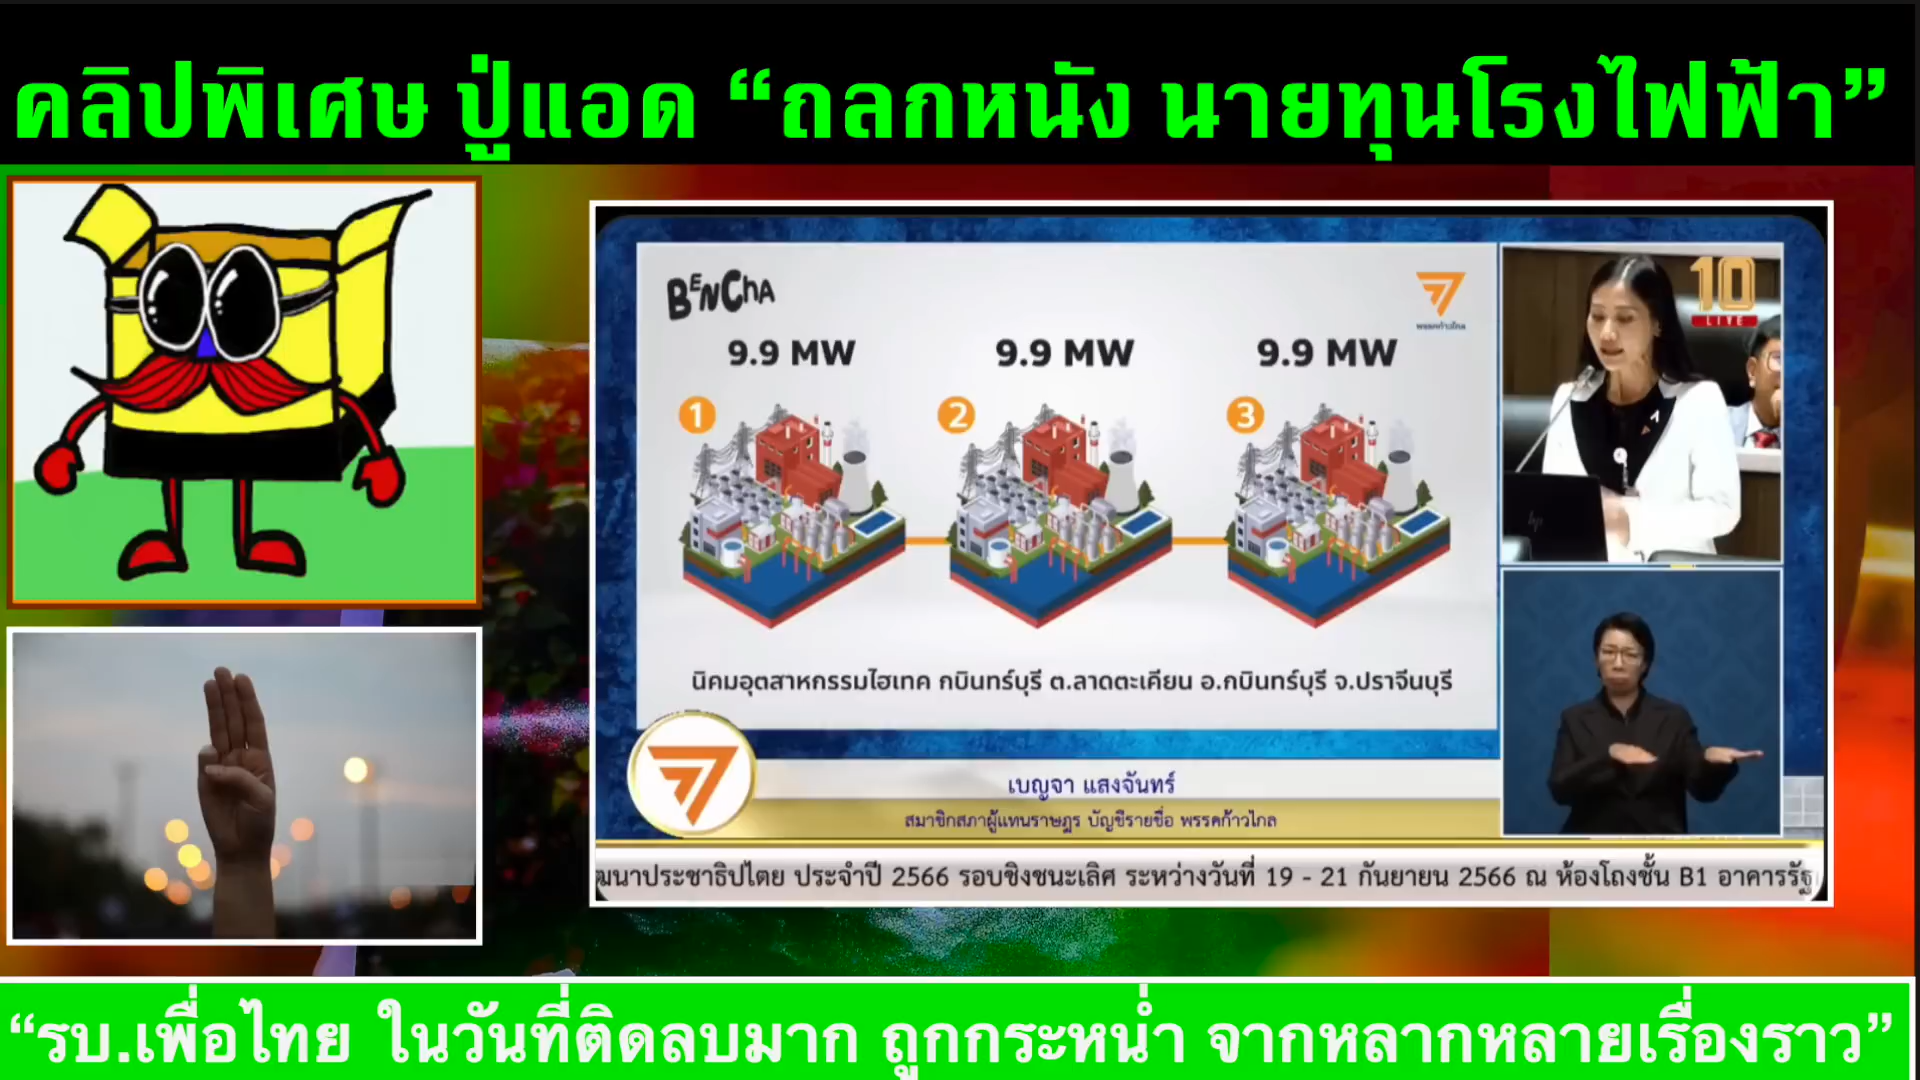 คลิปพิเศษ ปู่แอด “ถลกหนัง นายทุนโรงไฟฟ้า”
BENChA
พรรคก้าวไกล
9.9 MW
9.9 MW
9.9 MW
1
2
3
10
LIVE
hp
นิคมอุตสาหกรรมไฮเทค กบินทร์บุรี ต.ลาดตะเคียน อ.กบินทร์บุรี จ.ปราจีนบุรี
เบญจา แสงจันทร์
สมาชิกสภาผู้แทนราษฎร บัญชีรายชื่อ พรรคก้าวไกล
ฒนาประชาธิปไตย ประจำปี 2566 รอบชิงชนะเลิศ ระหว่างวันที่ 19 - 21 กันยายน 2566 ณ ห้องโถงชั้น B1 อาคารรัฐ
“รบ.เพื่อไทย ในวันที่ติดลบมาก ถูกกระหน่ำ จากหลากหลายเรื่องราว”